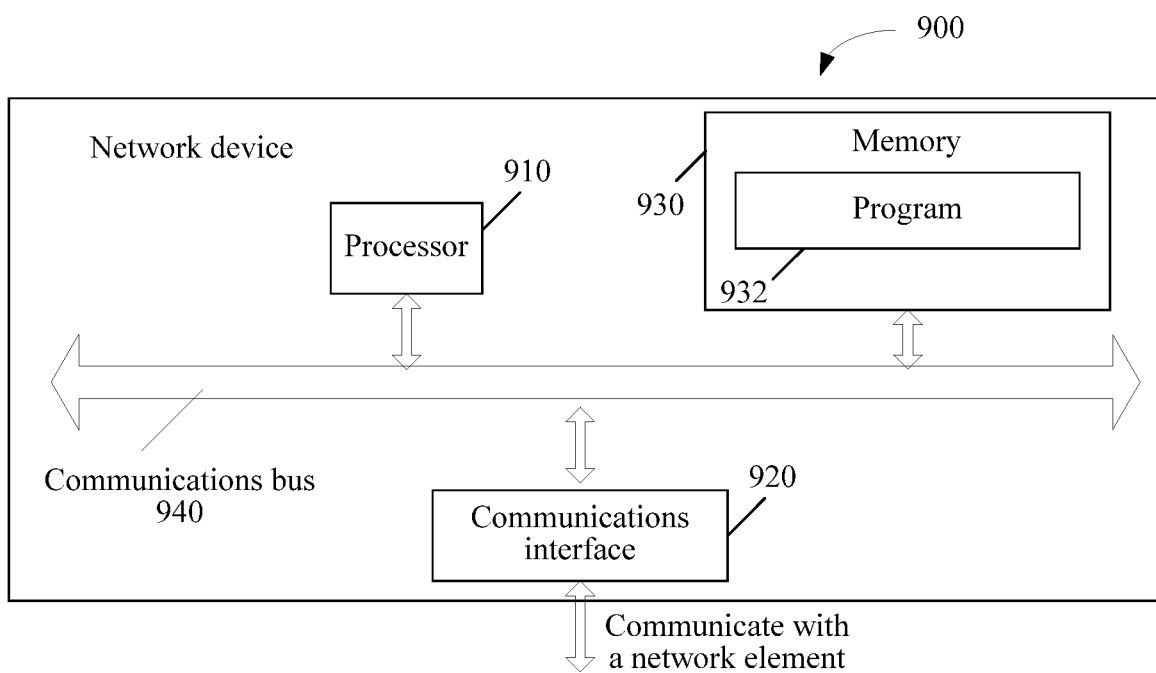 900
Network device
Memory
910
930
Program
Processor
932
Communications bus
940
920
Communications
interface
Communicate with
a network element